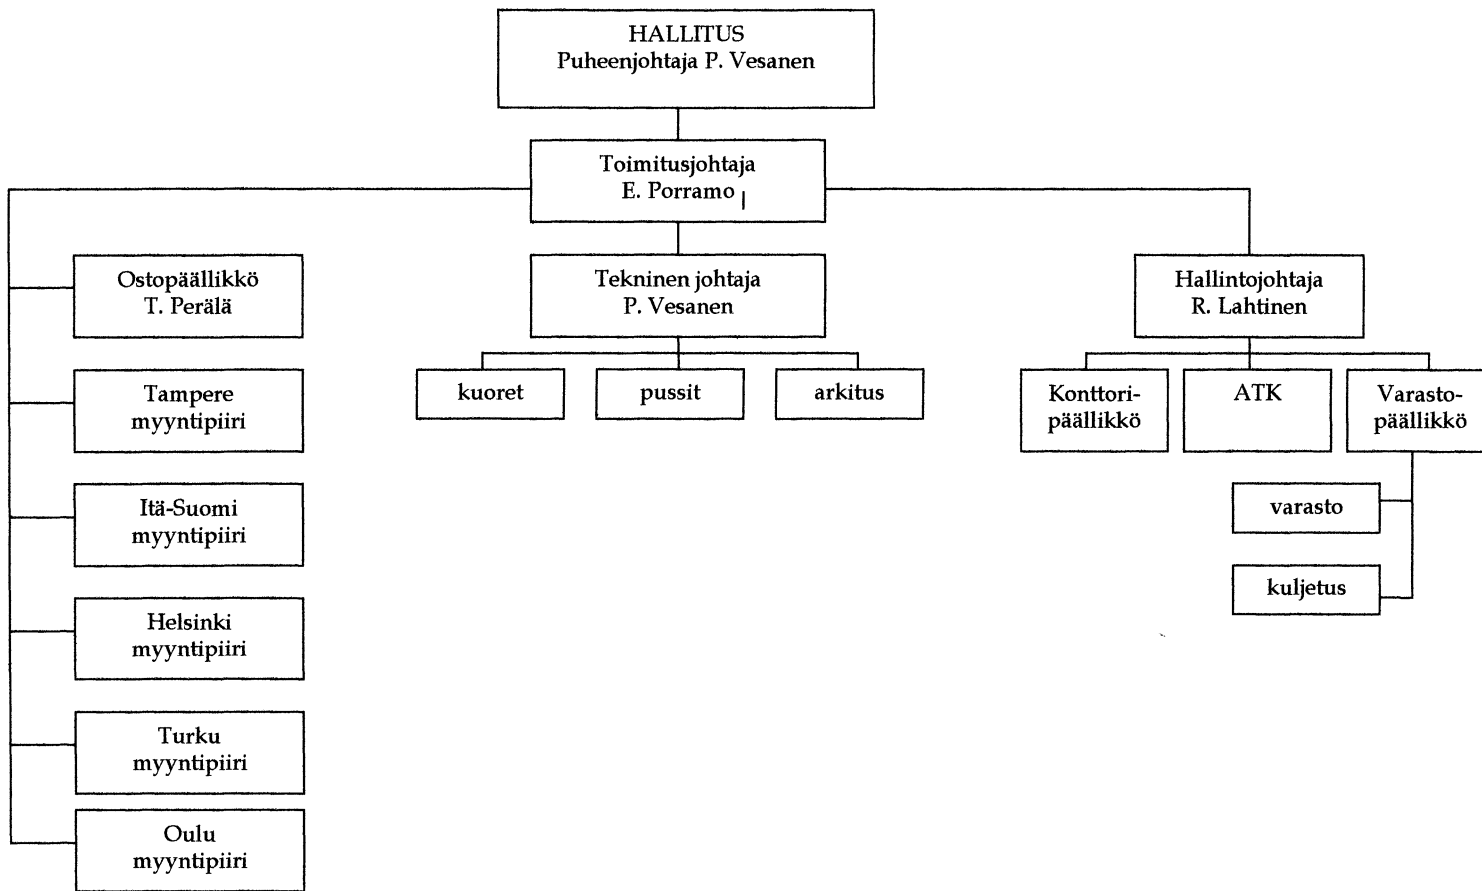 HALLITUS
Puheenjohtaja P. Vesanen
Toimitusjohtaja
E. Porramo
Ostopäällikkö
T. Perälä
Tampere
myyntipiiri
Itä-Suomi
myyntipiiri
Helsinki
myyntipiiri
Turku
myyntipiiri
Oulu
myyntipiiri
Tekninen johtaja
P. Vesanen
kuoret
pussit
arkitus
Hallintojohtaja
R. Lahtinen
Konttori-
päällikkö
ATK
Varasto-
päällikkö
varasto
kuljetus